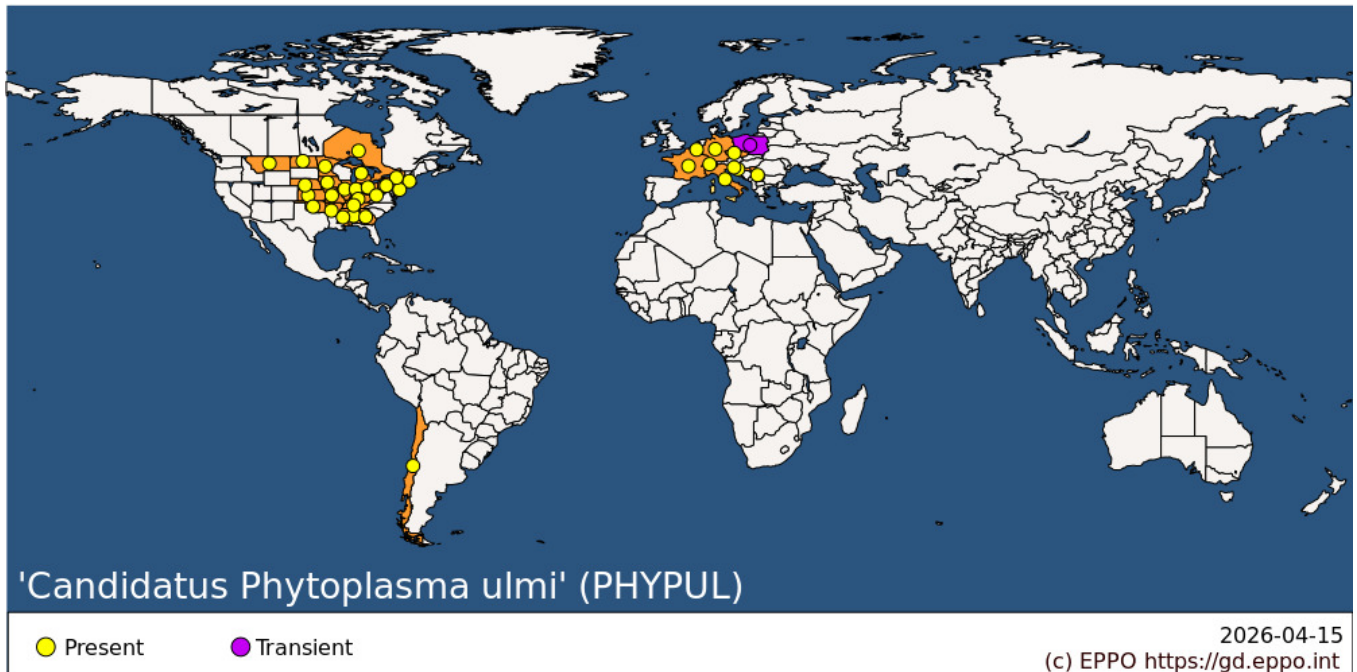 'Candidatus Phytoplasma ulmi' (PHYPUL)
Present
Transient
2026-04-15
(c) EPPO https://gd.eppo.int